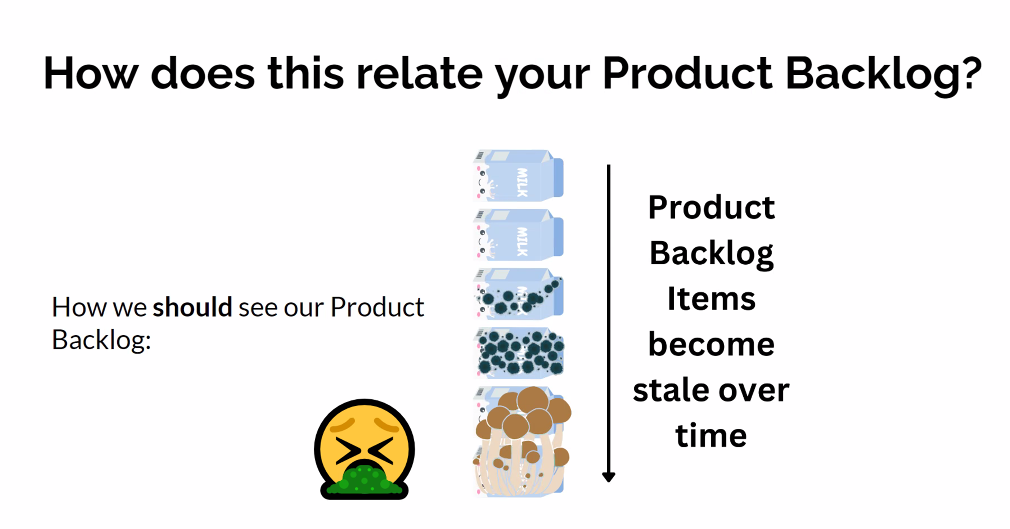 How does this relate your Product Backlog?
MILK
MILK
How we should see our Product
Backlog:
Product
Backlog
Items
become
stale over
time